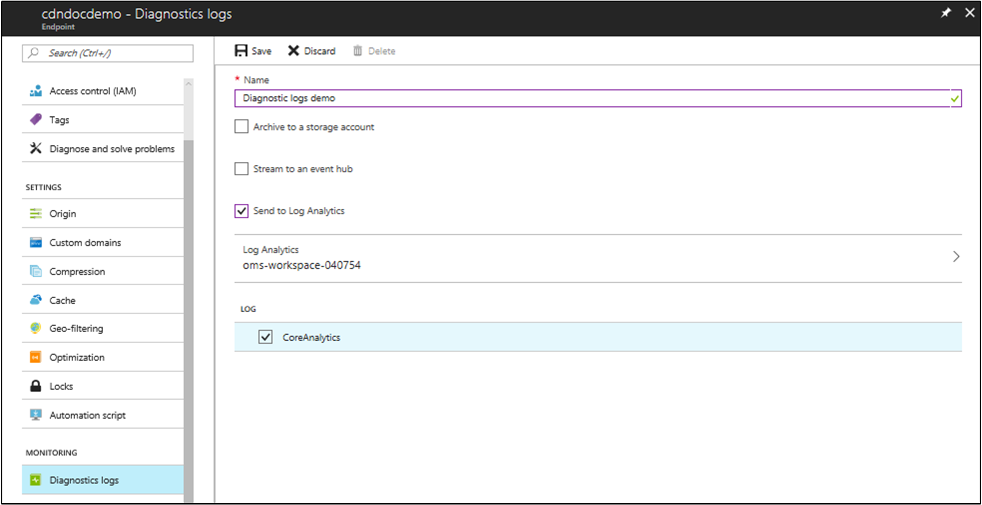 cdndocdemo - Diagnostics logs
Endpoint
Search (Ctrl+/)
Access control (IAM)
Tags
Diagnose and solve problems
SETTINGS
Origin
Custom domains
Compression
Cache
Geo-filtering
Optimization
Locks
Automation script
MONITORING
Diagnostics logs
Save Discard Delete
* Name
Diagnostic logs demo
Archive to a storage account
Stream to an event hub
Send to Log Analytics
Log Analytics
oms-workspace-040754
LOG
CoreAnalytics